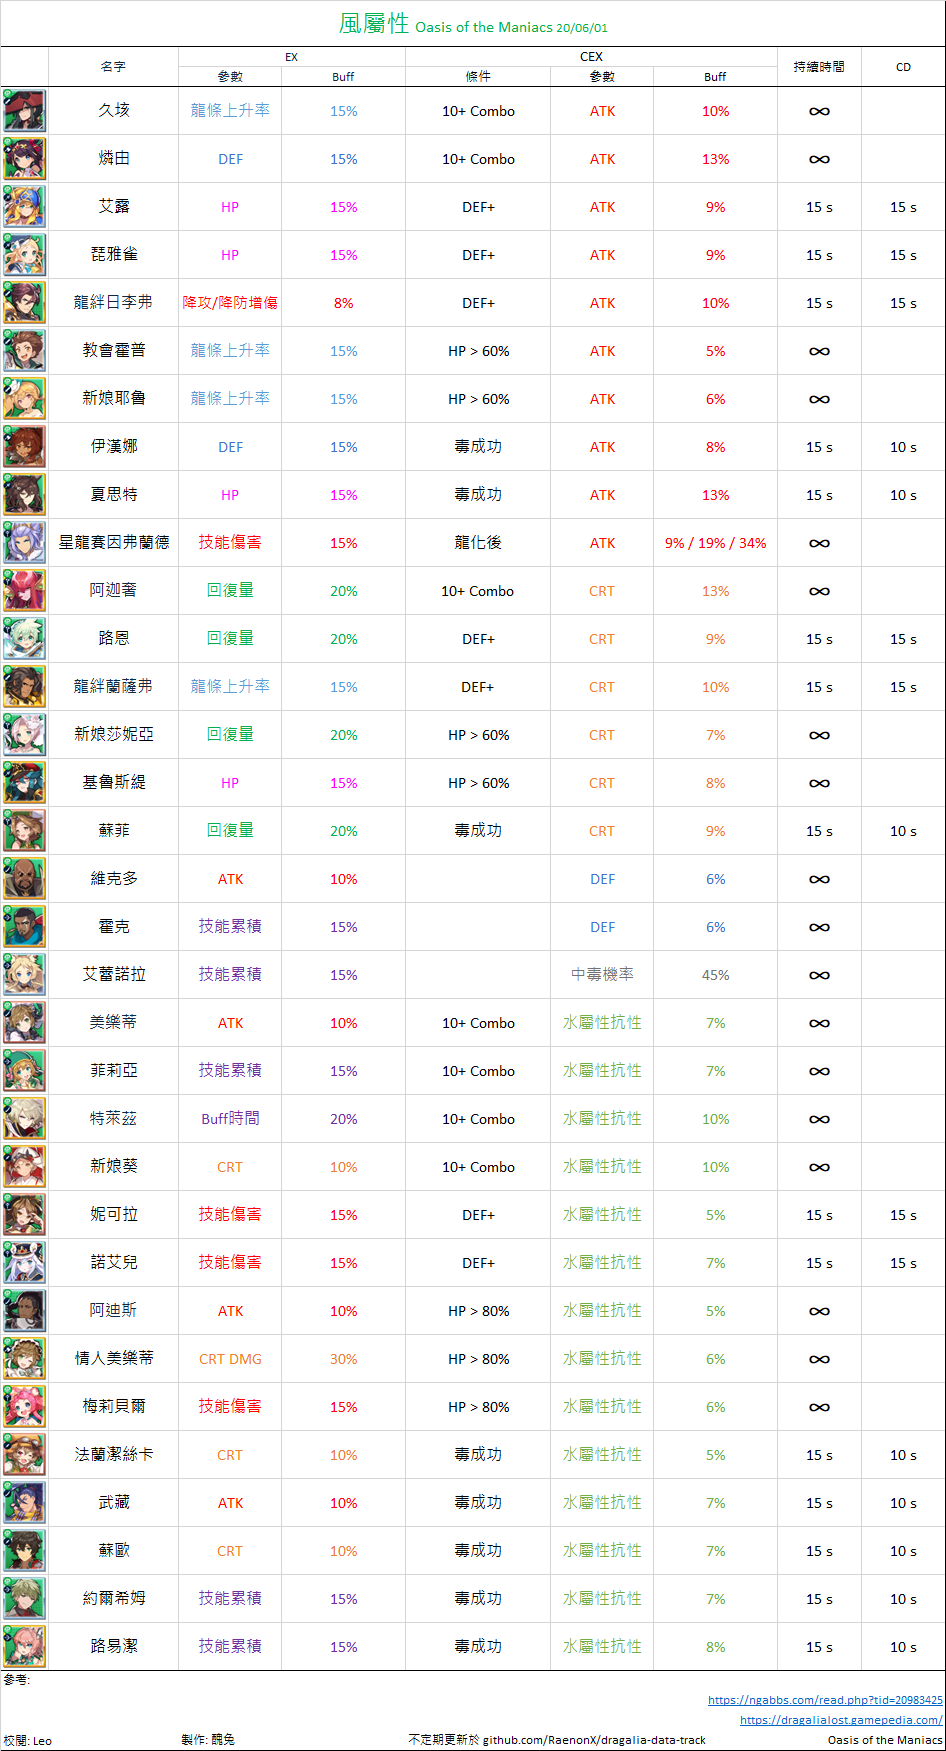 風屬性 Oasis of the Maniacs 20/06/01
名字 EX CEX 持續時間 CD
參數 Buff 條件 參數 Buff
久垓 龍條上升率 15% 10+ Combo ATK 10% ∞
燐由 DEF 15% 10+ Combo ATK 13% ∞
艾露 HP 15% DEF+ ATK 9% 15 s 15 s
琵雅雀 HP 15% DEF+ ATK 9% 15 s 15 s
龍絆日李弗 降攻/降防增傷 8% DEF+ ATK 10% 15 s 15 s
教會霍普 龍條上升率 15% HP > 60% ATK 5% ∞
新娘耶魯 龍條上升率 15% HP > 60% ATK 6% ∞
伊漢娜 DEF 15% 毒成功 ATK 8% 15 s 10 s
夏思特 HP 15% 毒成功 ATK 13% 15 s 10 s
星龍賽因弗蘭德 技能傷害 15% 龍化後 ATK 9% / 19% / 34% ∞
阿迦奢 回復量 20% 10+ Combo CRT 13% ∞
路恩 回復量 20% DEF+ CRT 9% 15 s 15 s
龍絆蘭薩弗 龍條上升率 15% DEF+ CRT 10% 15 s 15 s
新娘莎妮亞 回復量 20% HP > 60% CRT 7% ∞
基魯斯緹 HP 15% HP > 60% CRT 8% ∞
蘇菲 回復量 20% 毒成功 CRT 9% 15 s 10 s
維克多 ATK 10% DEF 6% ∞
霍克 技能累積 15% DEF 6% ∞
艾蕾諾拉 技能累積 15% 中毒機率 45% ∞
美樂蒂 ATK 10% 10+ Combo 水屬性抗性 7% ∞
菲莉亞 技能累積 15% 10+ Combo 水屬性抗性 7% ∞
特萊茲 Buff時間 20% 10+ Combo 水屬性抗性 10% ∞
新娘葵 CRT 10% 10+ Combo 水屬性抗性 10% ∞
妮可拉 技能傷害 15% DEF+ 水屬性抗性 5% 15 s 15 s
諾艾兒 技能傷害 15% DEF+ 水屬性抗性 7% 15 s 15 s
阿迪斯 ATK 10% HP > 80% 水屬性抗性 5% ∞
情人美樂蒂 CRT DMG 30% HP > 80% 水屬性抗性 6% ∞
梅莉貝爾 技能傷害 15% HP > 80% 水屬性抗性 6% ∞
法蘭潔絲卡 CRT 10% 毒成功 水屬性抗性 5% 15 s 10 s
武藏 ATK 10% 毒成功 水屬性抗性 7% 15 s 10 s
蘇歐 CRT 10% 毒成功 水屬性抗性 7% 15 s 10 s
約爾希姆 技能累積 15% 毒成功 水屬性抗性 7% 15 s 10 s
路易潔 技能累積 15% 毒成功 水屬性抗性 8% 15 s 10 s
參考:
https://ngabbs.com/read.php?tid=20983425
https://dragalialost.gamepedia.com/
校閱: Leo 製作: 醜兔 不定期更新於 github.com/RaenonX/dragalia-data-track Oasis of the Maniacs